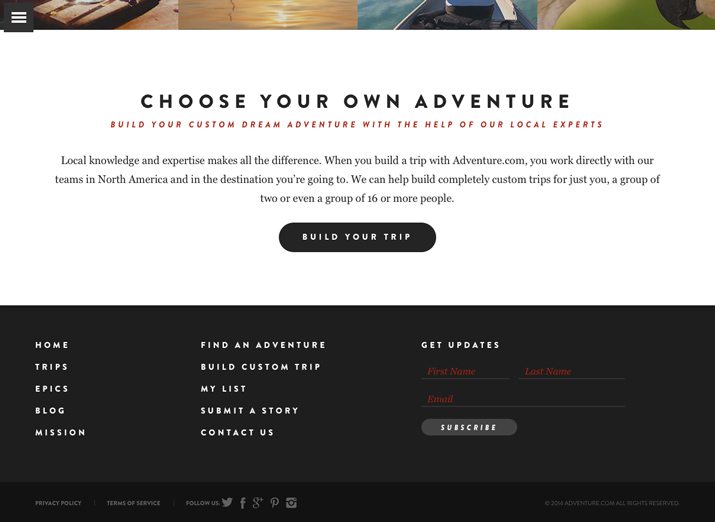 CHOOSE YOUR OWN ADVENTURE
BUILD YOUR CUSTOM DREAM ADVENTURE WITH THE HELP OF OUR LOCAL EXPERTS
Local knowledge and expertise makes all the difference. When you build a trip with Adventure.com, you work directly with our
teams in North America and in the destination you're going to. We can help build completely custom trips for just you, a group of
two or even a group of 16 or more people.
BUILD YOUR TRIP
HOME
TRIPS
EPICS
BLOG
MISSION
FIND AN ADVENTURE
BUILD CUSTOM TRIP
MY LIST
SUBMIT A STORY
CONTACT US
GET UPDATES
First Name Last Name
Email
SUBSCRIBE
PRIVACY POLICY | TERMS OF SERVICE | FOLLOW US: © 2014 ADVENTURE.COM ALL RIGHTS RESERVED.